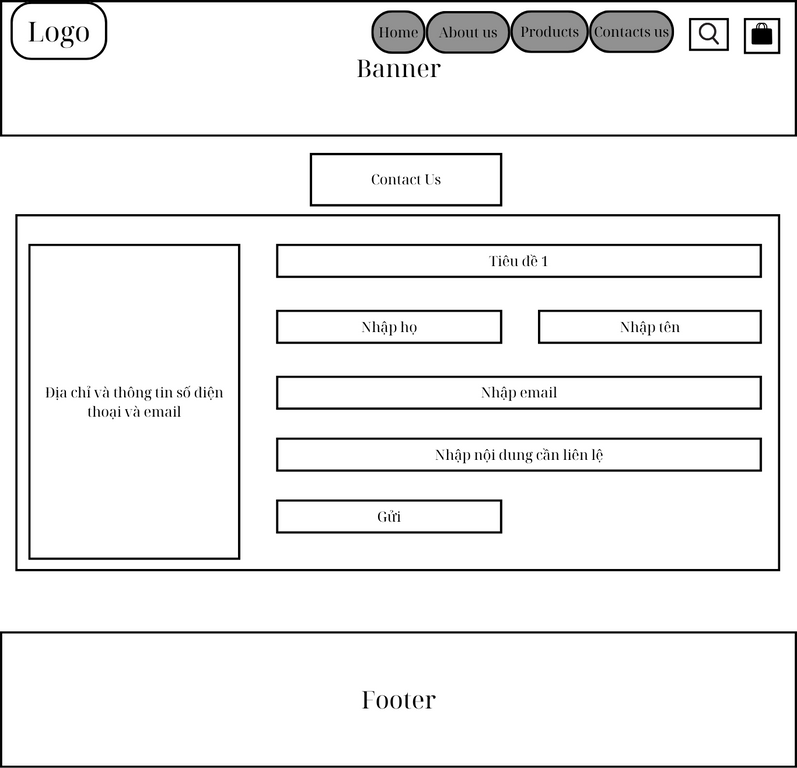 Logo
Home
About us
Products
Contacts us
Banner
Contact Us
Tiêu đề 1
Nhập họ
Nhập tên
Địa chỉ và thông tin số điện
thoại và email
Nhập email
Nhập nội dung cần liên lệ
Gửi
Footer